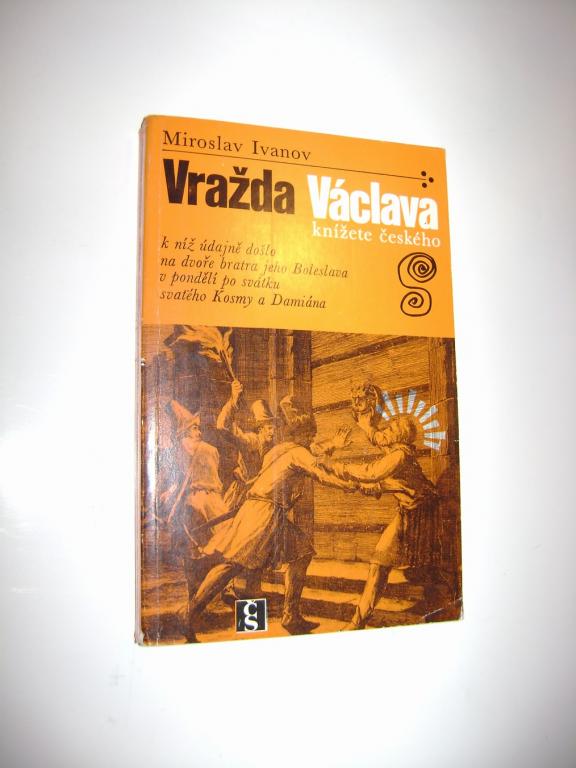 Miroslav Ivanov
Vražda Václava
knížete českého
k níž údajně došlo
na dvoře bratra jeho Boleslava
v pondělí po svátku
svatého Kosmy a Damiána
čs